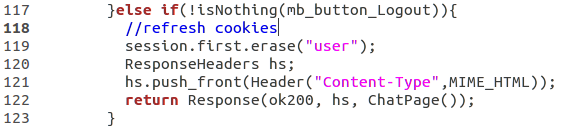 117 }else if(!isNothing(mb_button_Logout)){
118 //refresh cookies
119 session.first.erase("user");
120 ResponseHeaders hs;
121 hs.push_front(Header("Content-Type",MIME_HTML));
122 return Response(ok200, hs, ChatPage());
123 }